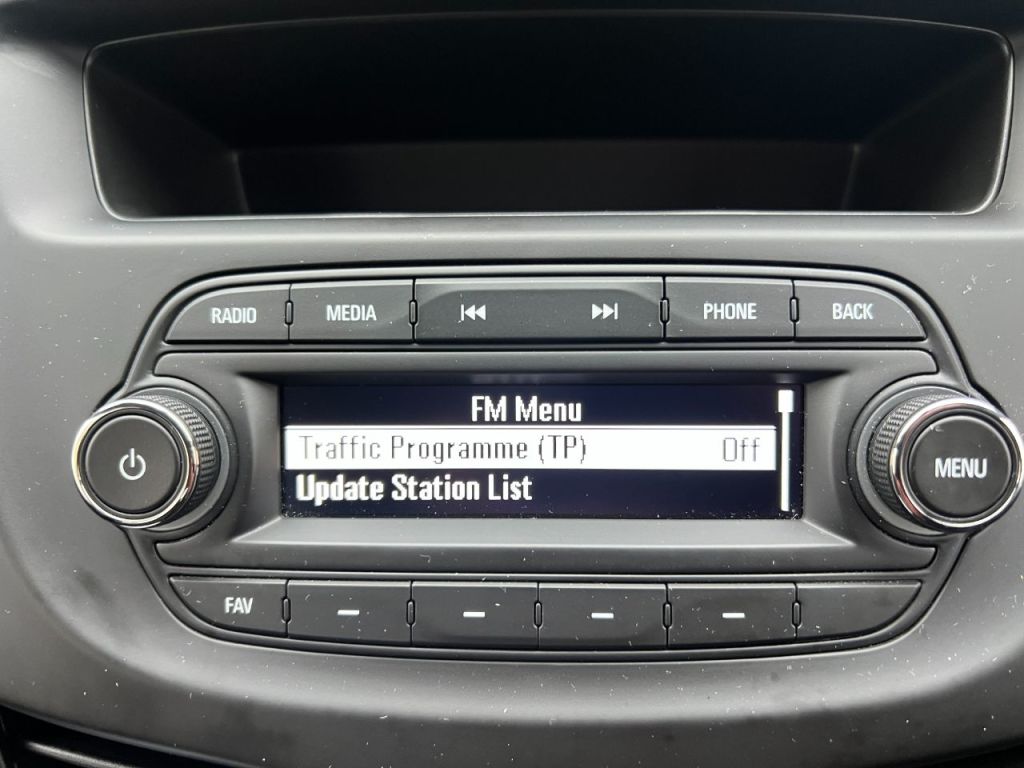 RADIO MEDIA PHONE BACK
FM Menu
Traffic Programme (TP) Off
Update Station List
MENU
FAV